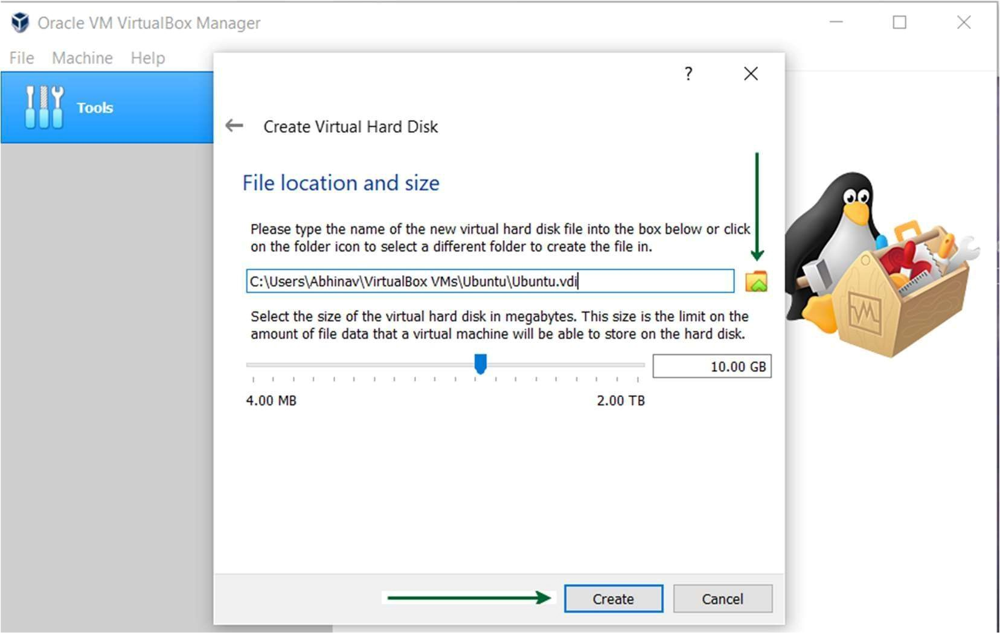 Oracle VM VirtualBox Manager
File Machine Help
?
Tools
Create Virtual Hard Disk
File location and size
Please type the name of the new virtual hard disk file into the box below or click
on the folder icon to select a different folder to create the file in.
C:\Users\Abhinav\VirtualBox VMs\Ubuntu\Ubuntu.vdi
Select the size of the virtual hard disk in megabytes. This size is the limit on the
amount of file data that a virtual machine will be able to store on the hard disk.
10.00 GB
4.00 MB 2.00 TB
Create Cancel